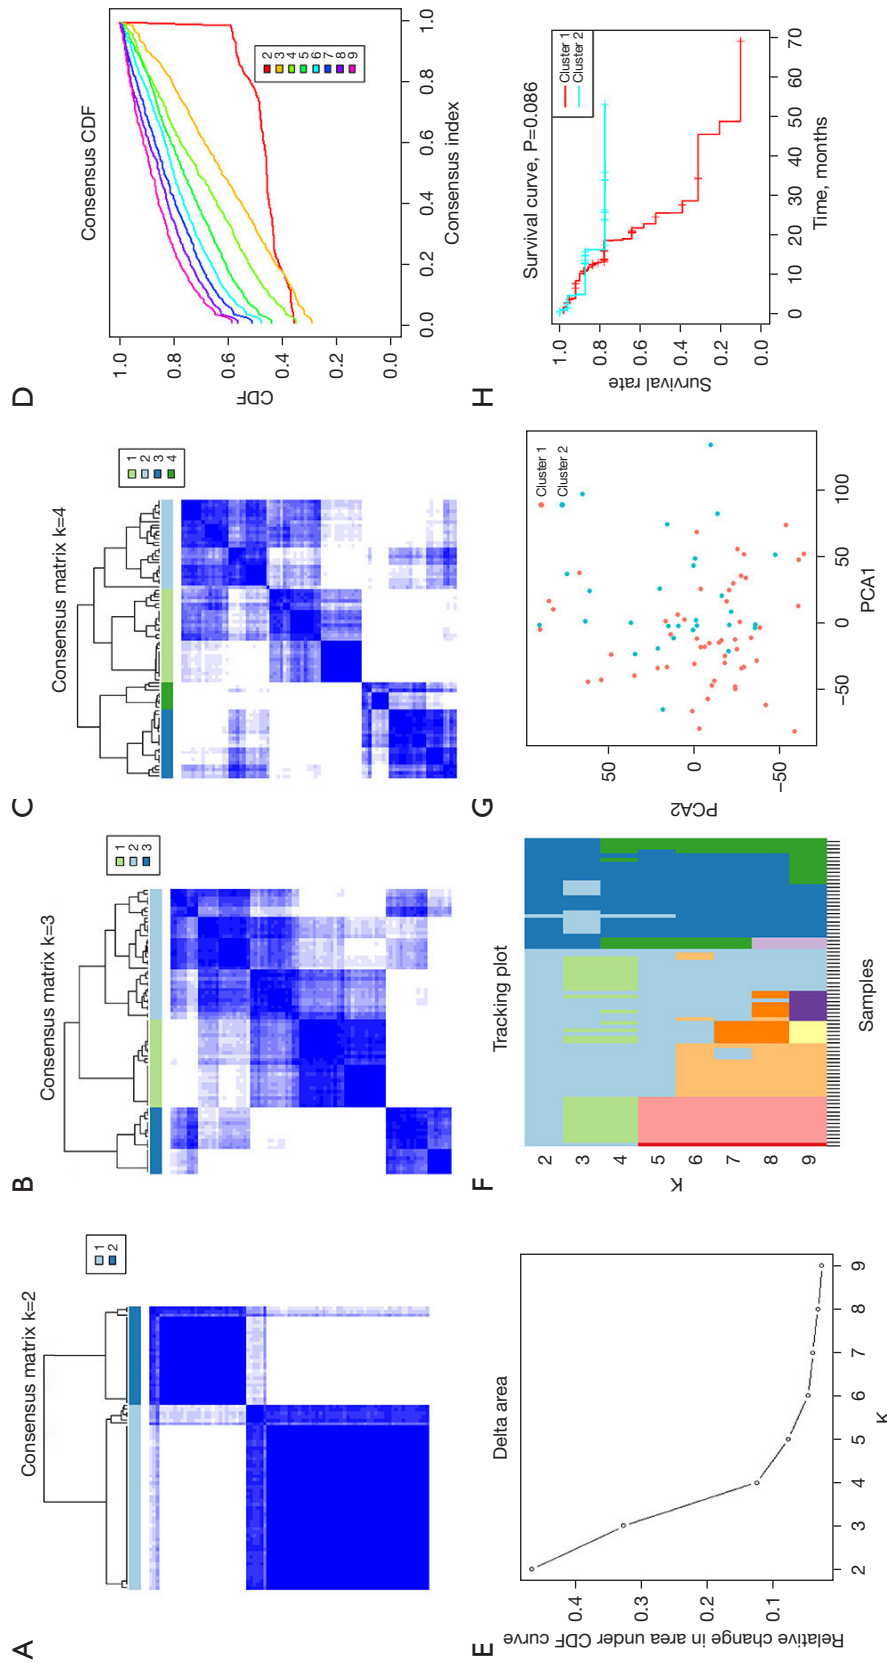 A
Consensus matrix k=2
1
2
B
Consensus matrix k=3
1
2
3
C
Consensus matrix k=4
1
2
3
4
D
Consensus CDF
CDF
1.0
0.8
0.6
0.4
0.2
0.0
0.0 0.2 0.4 0.6 0.8 1.0
Consensus index
2
3
4
5
6
7
8
9
E
Delta area
Relative change in area under CDF curve
0.4
0.3
0.2
0.1
2 3 4 5 6 7 8 9
K
F
Tracking plot
K
2
3
4
5
6
7
8
9
Samples
G
PCA2
50
0
−50
−50 0 50 100
PCA1
Cluster 1
Cluster 2
H
Survival curve, P=0.086
Survival rate
1.0
0.8
0.6
0.4
0.2
0.0
0 10 20 30 40 50 60 70
Time, months
Cluster 1
Cluster 2